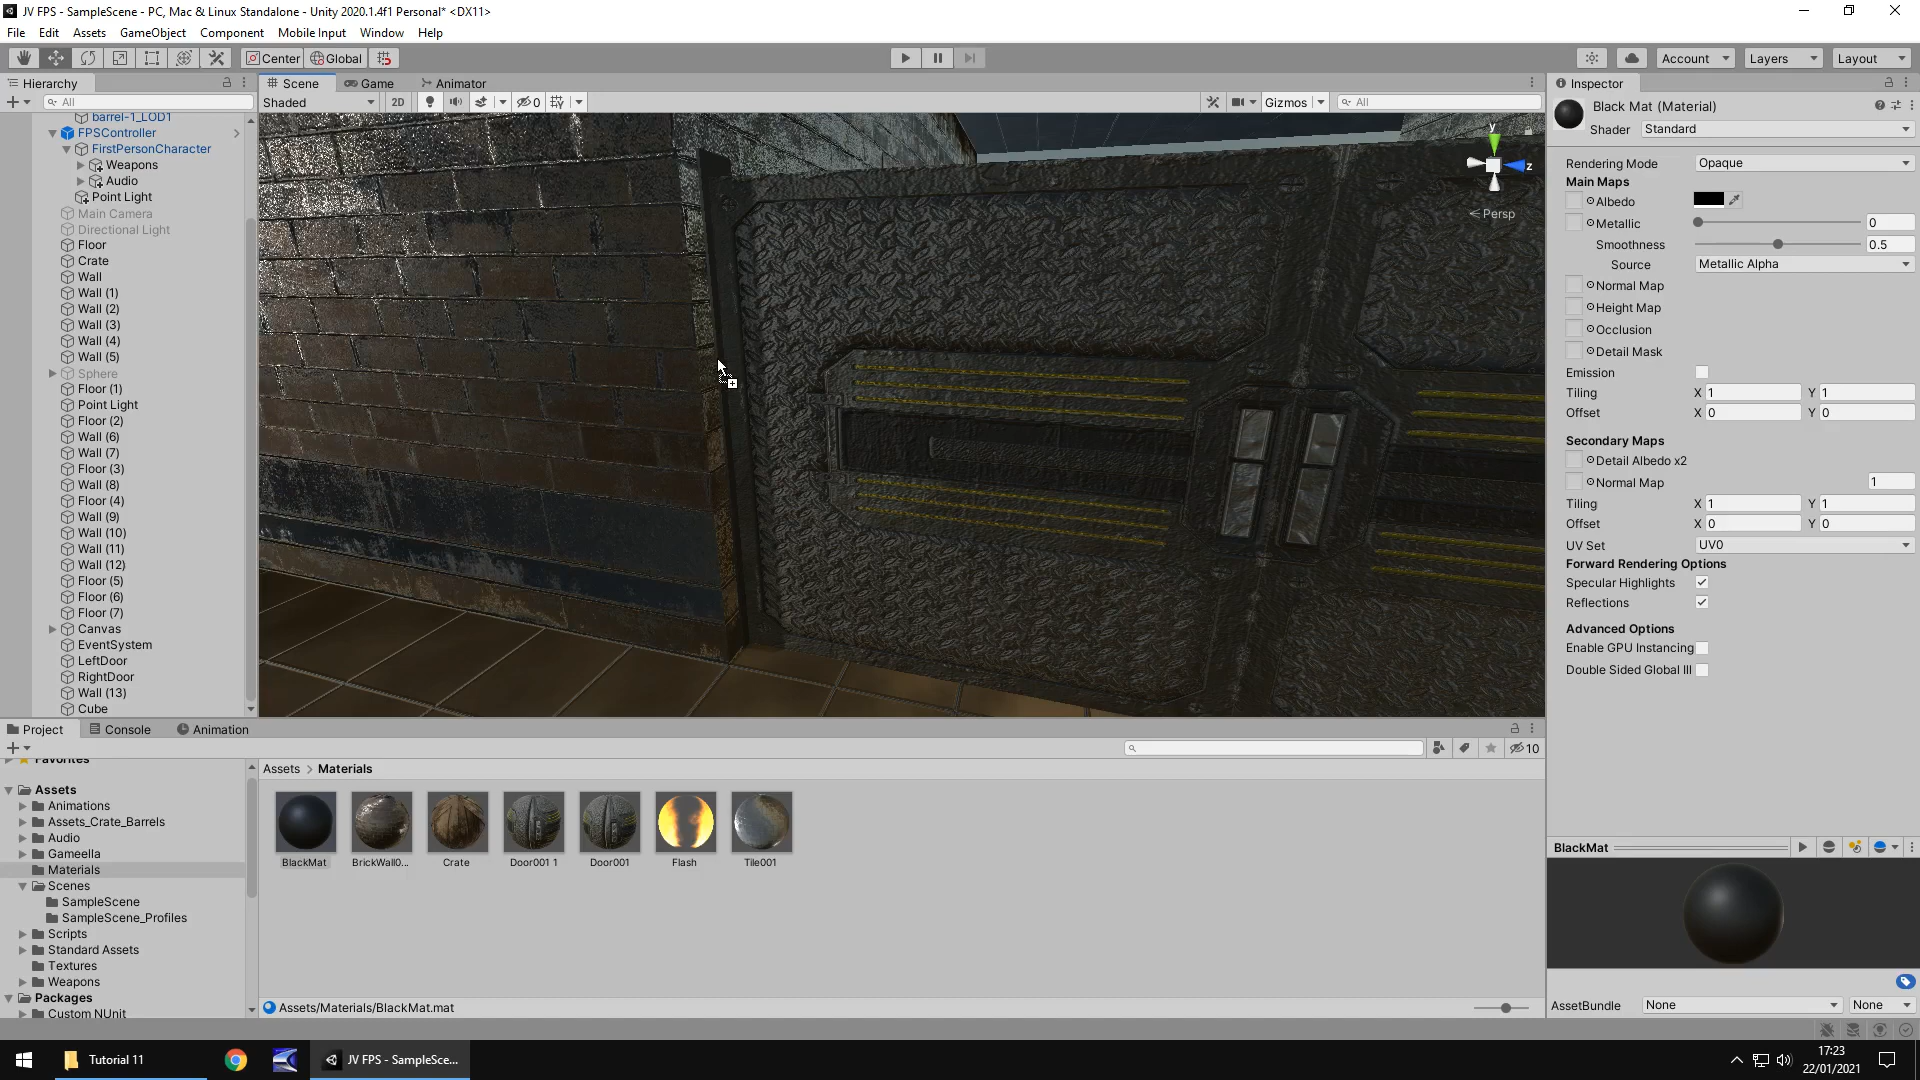 JV FPS - SampleScene - PC, Mac & Linux Standalone - Unity 2020.1.4f1 Personal* <DX11>
File Edit Assets GameObject Component Mobile Input Window Help
Center Global Account Layers Layout
Hierarchy
All
barrel-1_LOD1
FPSController
FirstPersonCharacter
Weapons
Audio
Point Light
Main Camera
Directional Light
Floor
Crate
Wall
Wall (1)
Wall (2)
Wall (3)
Wall (4)
Wall (5)
Sphere
Floor (1)
Point Light
Floor (2)
Wall (6)
Wall (7)
Floor (3)
Wall (8)
Floor (4)
Wall (9)
Wall (10)
Wall (11)
Wall (12)
Floor (5)
Floor (6)
Floor (7)
Canvas
EventSystem
LeftDoor
RightDoor
Wall (13)
Cube
Scene Game Animator
Shaded 2D 0 Gizmos All
y
z
Persp
Inspector
Black Mat (Material)
Shader Standard
Rendering Mode Opaque
Main Maps
Albedo
Metallic 0
Smoothness 0.5
Source Metallic Alpha
Normal Map
Height Map
Occlusion
Detail Mask
Emission
Tiling X 1 Y 1
Offset X 0 Y 0
Secondary Maps
Detail Albedo x2
Normal Map 1
Tiling X 1 Y 1
Offset X 0 Y 0
UV Set UV0
Forward Rendering Options
Specular Highlights
Reflections
Advanced Options
Enable GPU Instancing
Double Sided Global Ill
BlackMat
AssetBundle None None
Project Console Animation
10
Favorites
Assets
Animations
Assets_Crate_Barrels
Audio
Gameella
Materials
Scenes
SampleScene
SampleScene_Profiles
Scripts
Standard Assets
Textures
Weapons
Packages
Custom NUnit
Assets > Materials
BlackMat BrickWall0... Crate Door001 1 Door001 Flash Tile001
Assets/Materials/BlackMat.mat
Tutorial 11
JV FPS - SampleSce...
17:23
22/01/2021